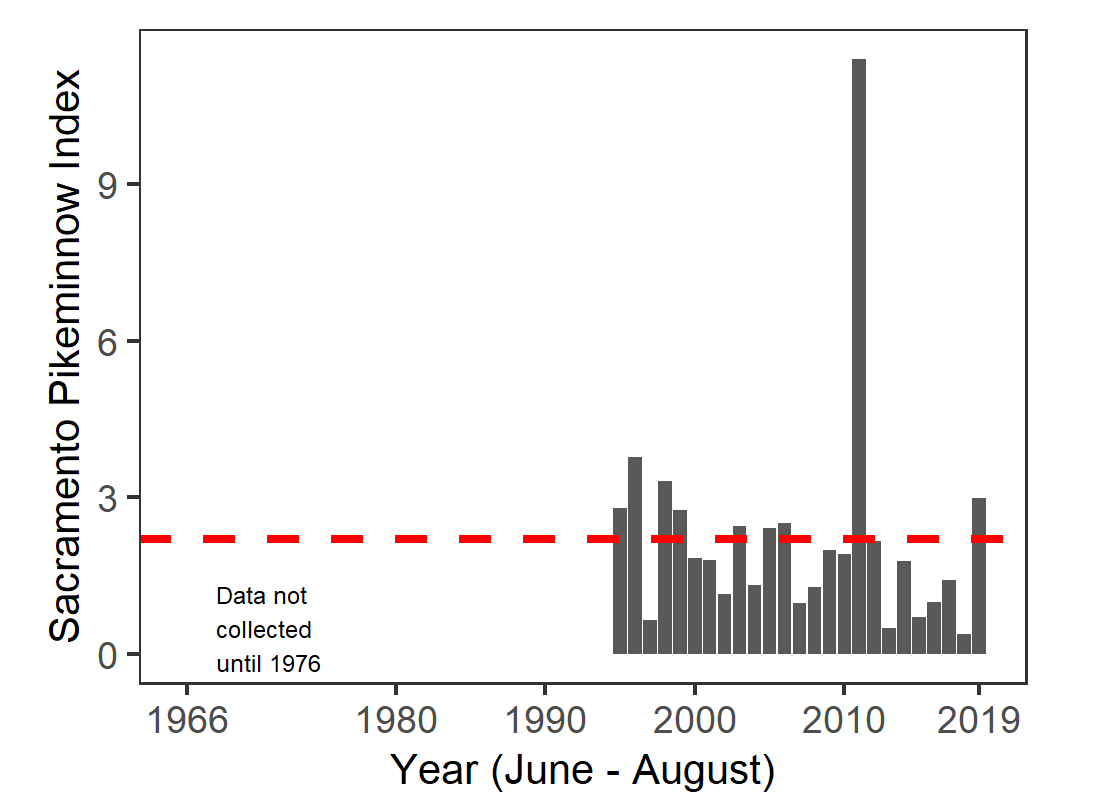 Sacramento Pikeminnow Index
9
6
3
0
Data not
collected
until 1976
1966 1980 1990 2000 2010 2019
Year (June - August)